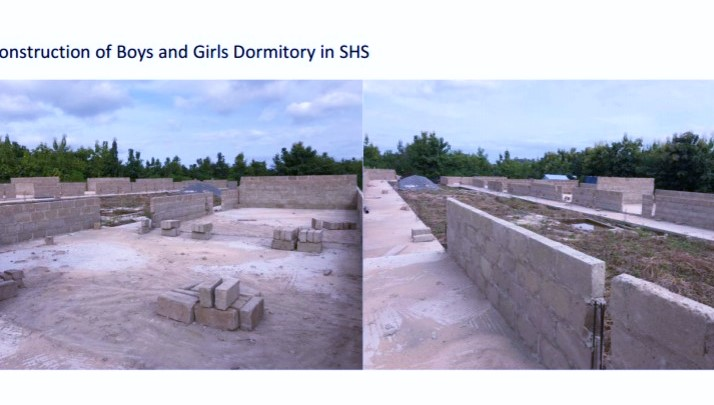 onstruction of Boys and Girls Dormitory in SHS